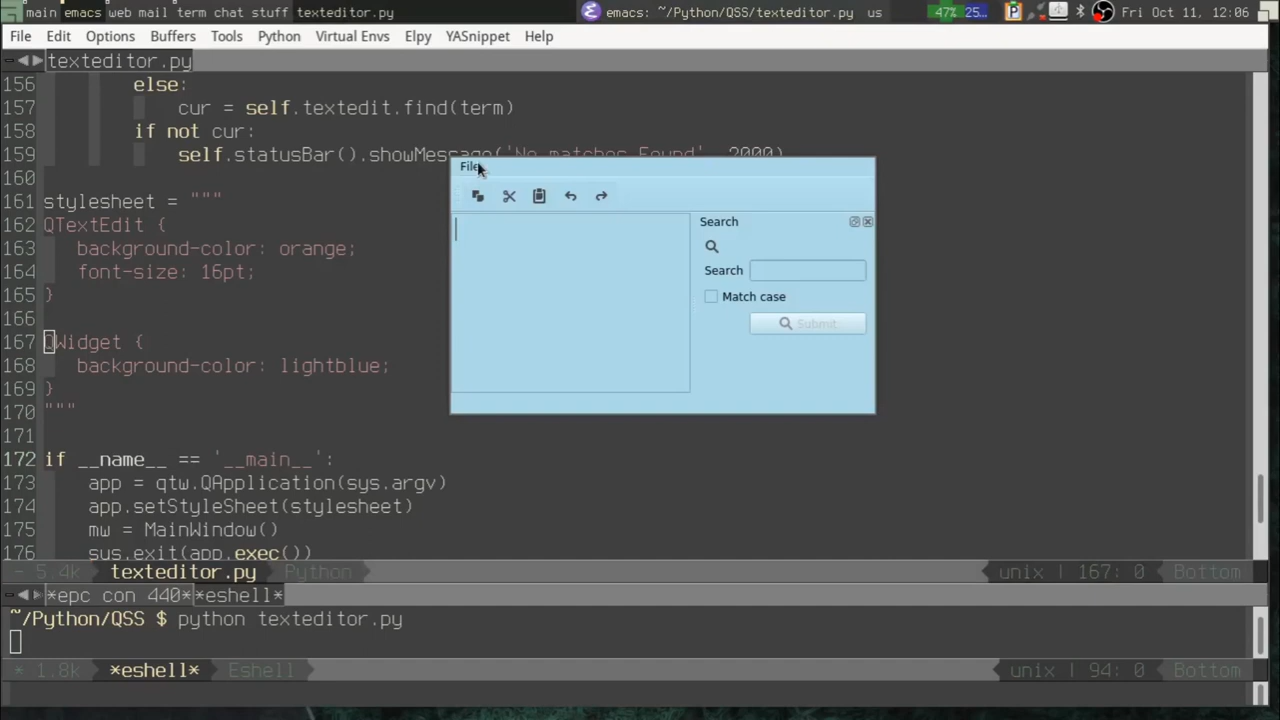 main emacs web mail term chat stuff texteditor.py emacs: ~/Python/QSS/texteditor.py us 47% 25... Fri Oct 11, 12:06
File Edit Options Buffers Tools Python Virtual Envs Elpy YASnippet Help
texteditor.py
156 else:
157 cur = self.textedit.find(term)
158 if not cur:
159 self.statusBar().showMessage('No matches Found', 2000)
160
161 stylesheet = """
162 QTextEdit {
163 background-color: orange;
164 font-size: 16pt;
165 }
166
167 QWidget {
168 background-color: lightblue;
169 }
170 """
171
172 if __name__ == '__main__':
173 app = qtw.QApplication(sys.argv)
174 app.setStyleSheet(stylesheet)
175 mw = MainWindow()
176 sys.exit(app.exec())
File
Search
Search
Match case
Submit
- 5.4k texteditor.py Python unix | 167: 0 Bottom
*epc con 440* *eshell*
~/Python/QSS $ python texteditor.py
* 1.8k *eshell* Eshell unix | 94: 0 Bottom